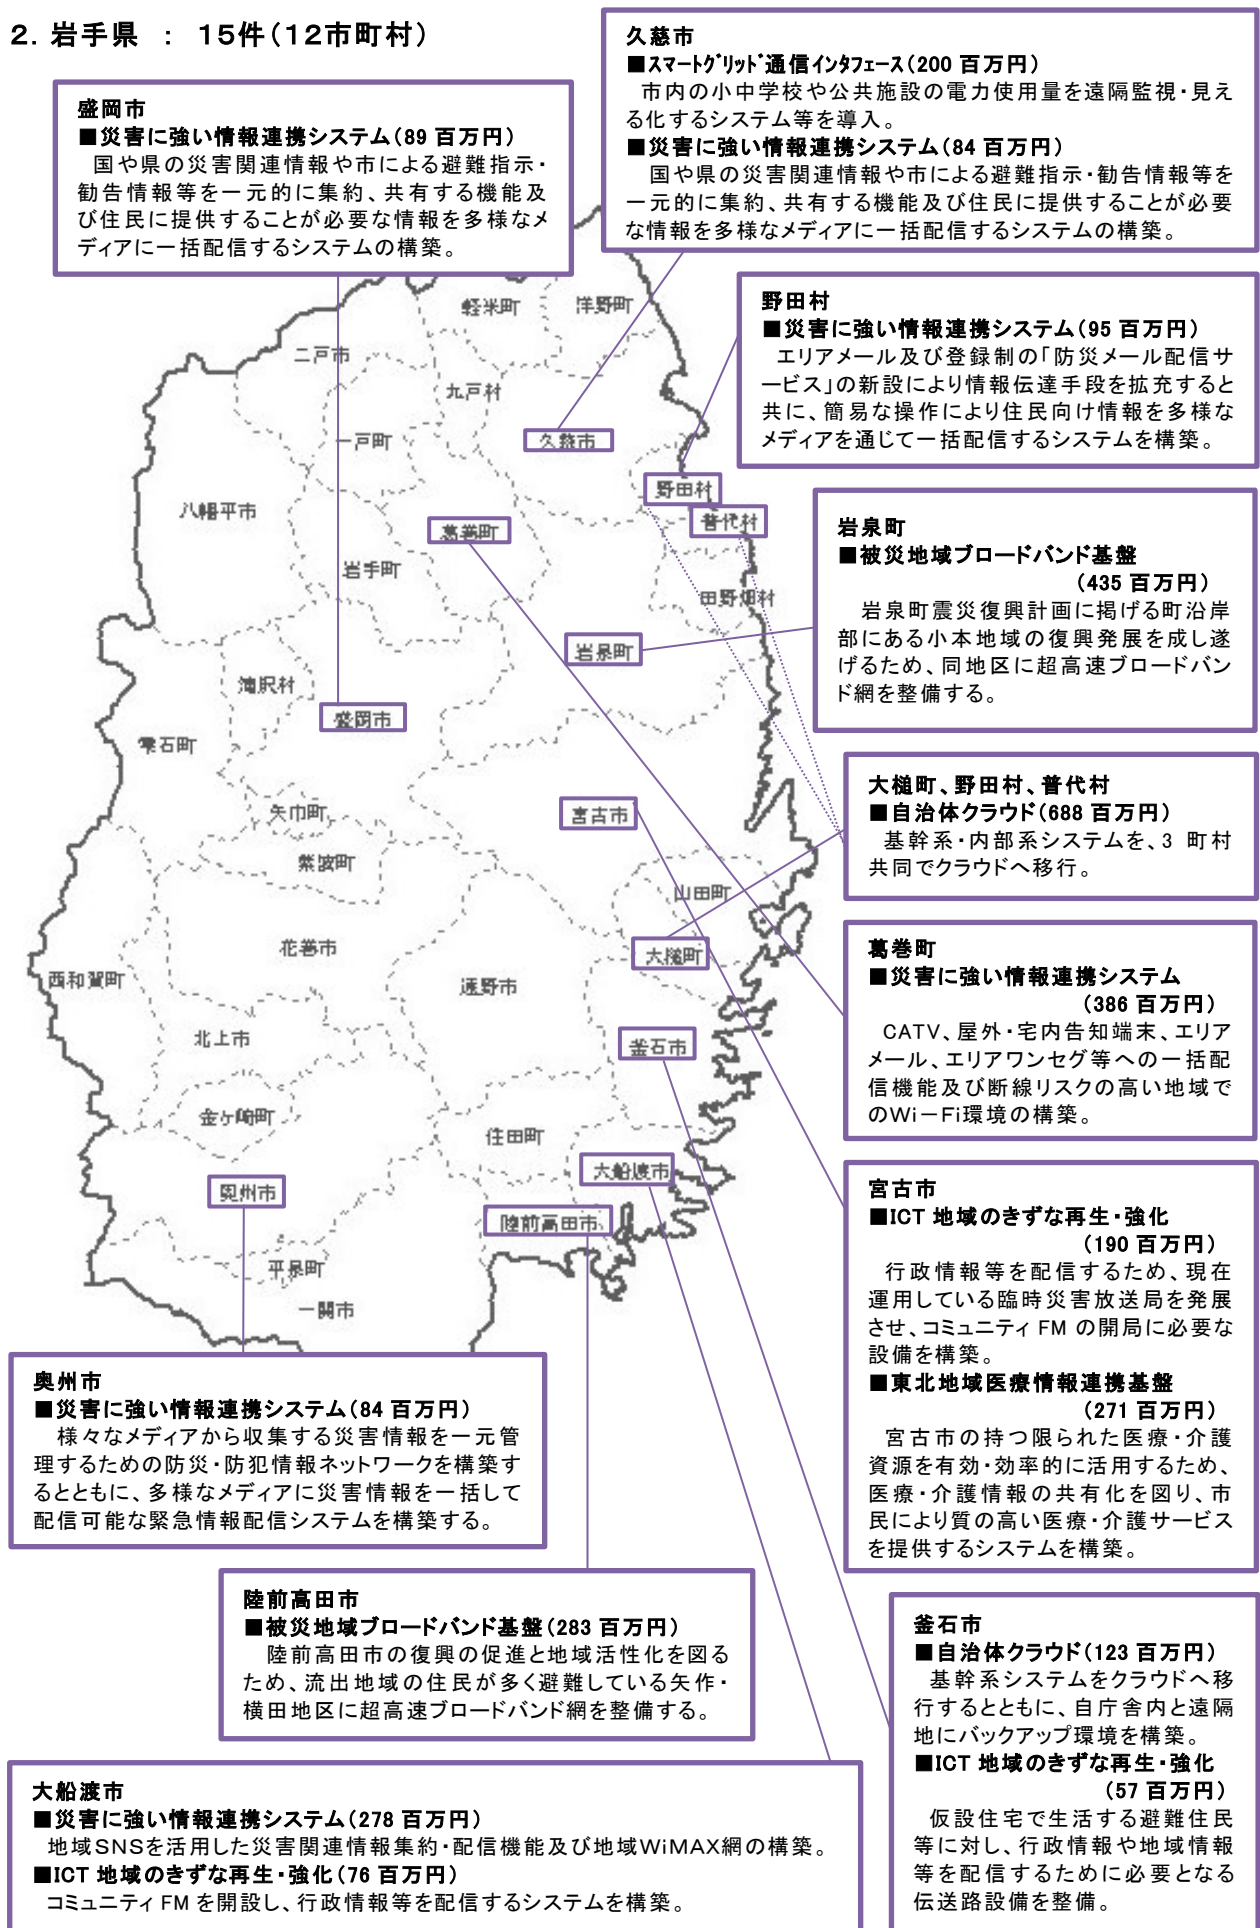 2. 岩手県 : 15件(12市町村)
久慈市
■スマートグリッド通信インタフェース(200 百万円)
市内の小中学校や公共施設の電力使用量を遠隔監視・見え
る化するシステム等を導入。
■災害に強い情報連携システム(84 百万円)
国や県の災害関連情報や市による避難指示・勧告情報等を
一元的に集約、共有する機能及び住民に提供することが必要
な情報を多様なメディアに一括配信するシステムの構築。
盛岡市
■災害に強い情報連携システム(89 百万円)
国や県の災害関連情報や市による避難指示・
勧告情報等を一元的に集約、共有する機能及
び住民に提供することが必要な情報を多様なメ
ディアに一括配信するシステムの構築。
野田村
■災害に強い情報連携システム(95 百万円)
エリアメール及び登録制の「防災メール配信サ
ービス」の新設により情報伝達手段を拡充すると
共に、簡易な操作により住民向け情報を多様な
メディアを通じて一括配信するシステムを構築。
岩泉町
■被災地域ブロードバンド基盤
(435 百万円)
岩泉町震災復興計画に掲げる町沿岸
部にある小本地域の復興発展を成し遂
げるため、同地区に超高速ブロードバン
ド網を整備する。
大槌町、野田村、普代村
■自治体クラウド(688 百万円)
基幹系・内部系システムを、3 町村
共同でクラウドへ移行。
葛巻町
■災害に強い情報連携システム
(386 百万円)
CATV、屋外・宅内告知端末、エリア
メール、エリアワンセグ等への一括配
信機能及び断線リスクの高い地域で
のWi-Fi環境の構築。
宮古市
■ICT 地域のきずな再生・強化
(190 百万円)
行政情報等を配信するため、現在
運用している臨時災害放送局を発展
させ、コミュニティ FM の開局に必要な
設備を構築。
■東北地域医療情報連携基盤
(271 百万円)
宮古市の持つ限られた医療・介護
資源を有効・効率的に活用するため、
医療・介護情報の共有化を図り、市
民により質の高い医療・介護サービス
を提供するシステムを構築。
軽米町
洋野町
二戸市
九戸村
一戸町
久慈市
野田村
八幡平市
葛巻町
普代村
岩手町
田野畑村
岩泉町
滝沢村
盛岡市
雫石町
矢巾町
宮古市
紫波町
山田町
花巻市
大槌町
西和賀町
遠野市
北上市
釜石市
金ヶ崎町
住田町
大船渡市
奥州市
陸前高田市
平泉町
一関市
奥州市
■災害に強い情報連携システム(84 百万円)
様々なメディアから収集する災害情報を一元管
理するための防災・防犯情報ネットワークを構築す
るとともに、多様なメディアに災害情報を一括して
配信可能な緊急情報配信システムを構築する。
陸前高田市
■被災地域ブロードバンド基盤(283 百万円)
陸前高田市の復興の促進と地域活性化を図る
ため、流出地域の住民が多く避難している矢作・
横田地区に超高速ブロードバンド網を整備する。
釜石市
■自治体クラウド(123 百万円)
基幹系システムをクラウドへ移
行するとともに、自庁舎内と遠隔
地にバックアップ環境を構築。
■ICT 地域のきずな再生・強化
(57 百万円)
仮設住宅で生活する避難住民
等に対し、行政情報や地域情報
等を配信するために必要となる
伝送路設備を整備。
大船渡市
■災害に強い情報連携システム(278 百万円)
地域SNSを活用した災害関連情報集約・配信機能及び地域WiMAX網の構築。
■ICT 地域のきずな再生・強化(76 百万円)
コミュニティ FM を開設し、行政情報等を配信するシステムを構築。